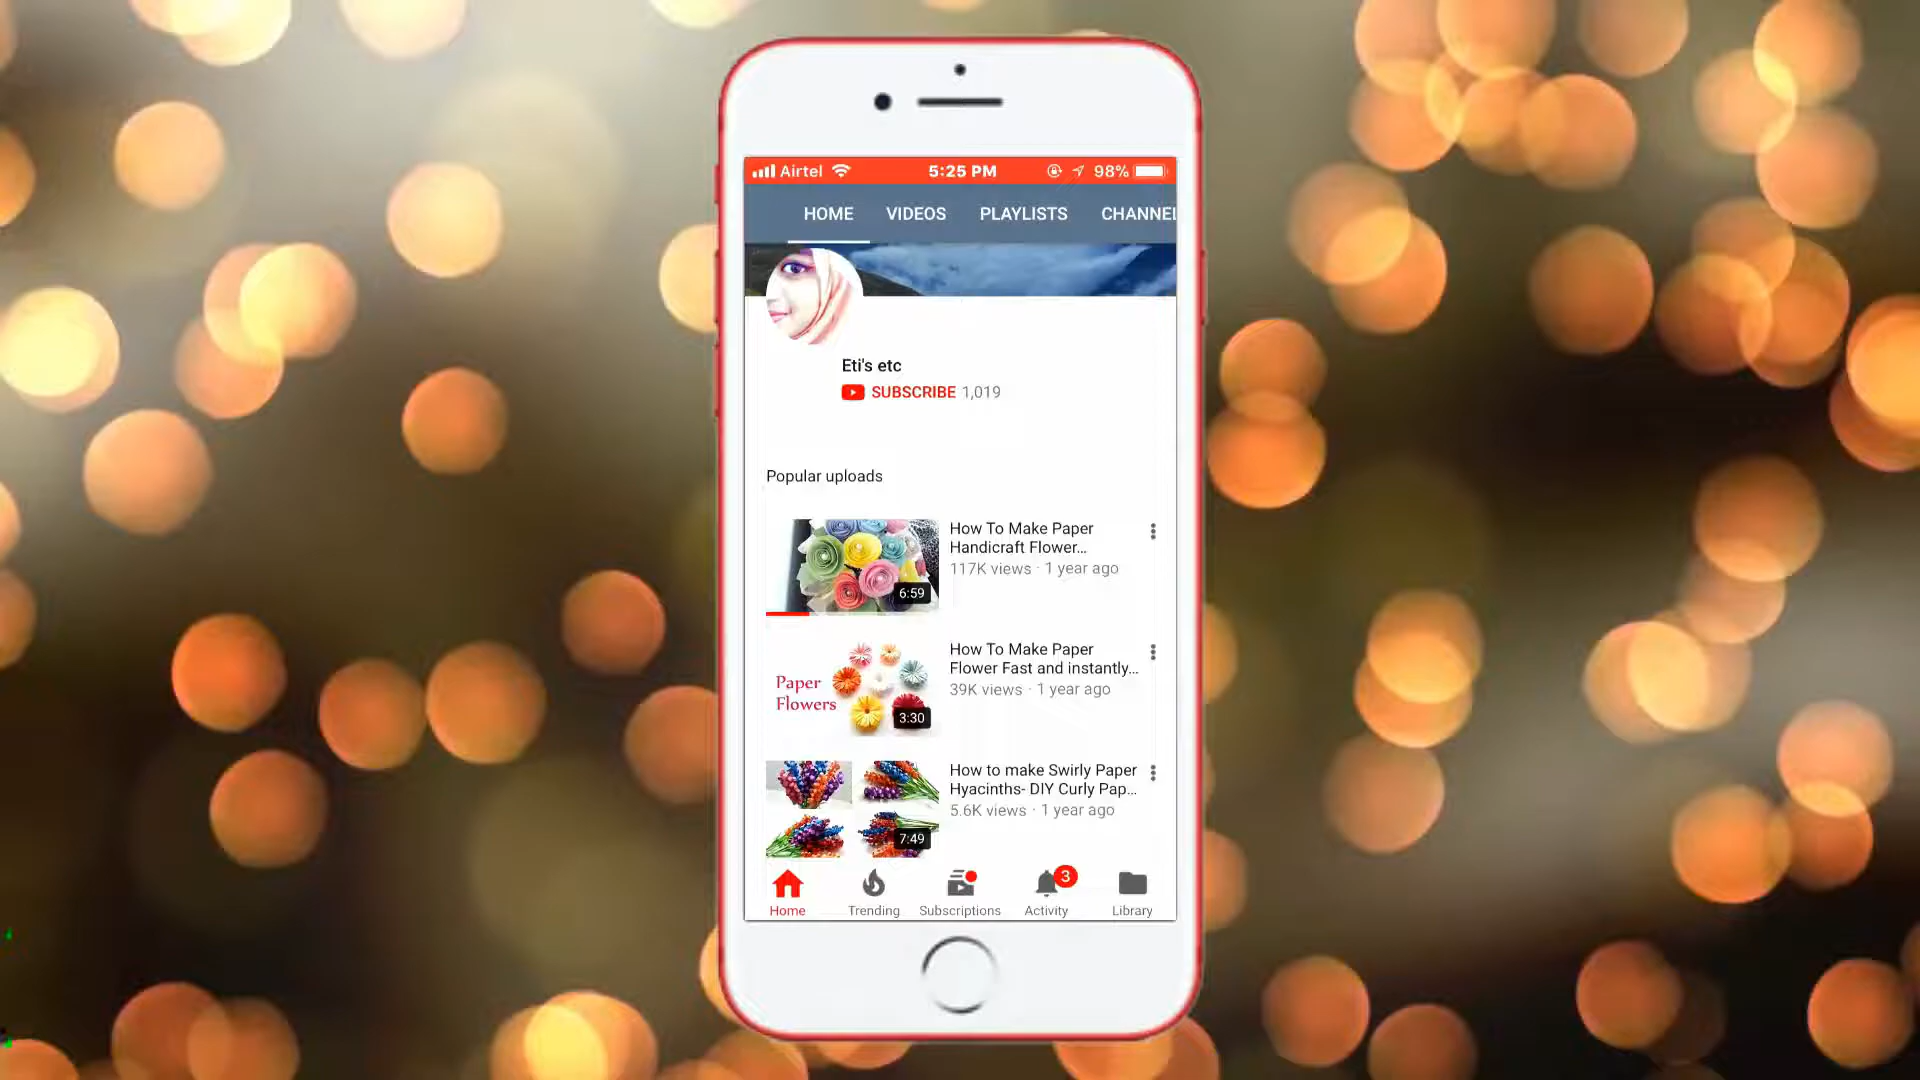 Airtel 5:25 PM 98%
HOME VIDEOS PLAYLISTS CHANNEL
Eti's etc
SUBSCRIBE 1,019
Popular uploads
How To Make Paper
Handicraft Flower...
117K views · 1 year ago
6:59
How To Make Paper
Flower Fast and instantly...
39K views · 1 year ago
Paper
Flowers
3:30
How to make Swirly Paper
Hyacinths- DIY Curly Pap...
5.6K views · 1 year ago
7:49
3
Home Trending Subscriptions Activity Library